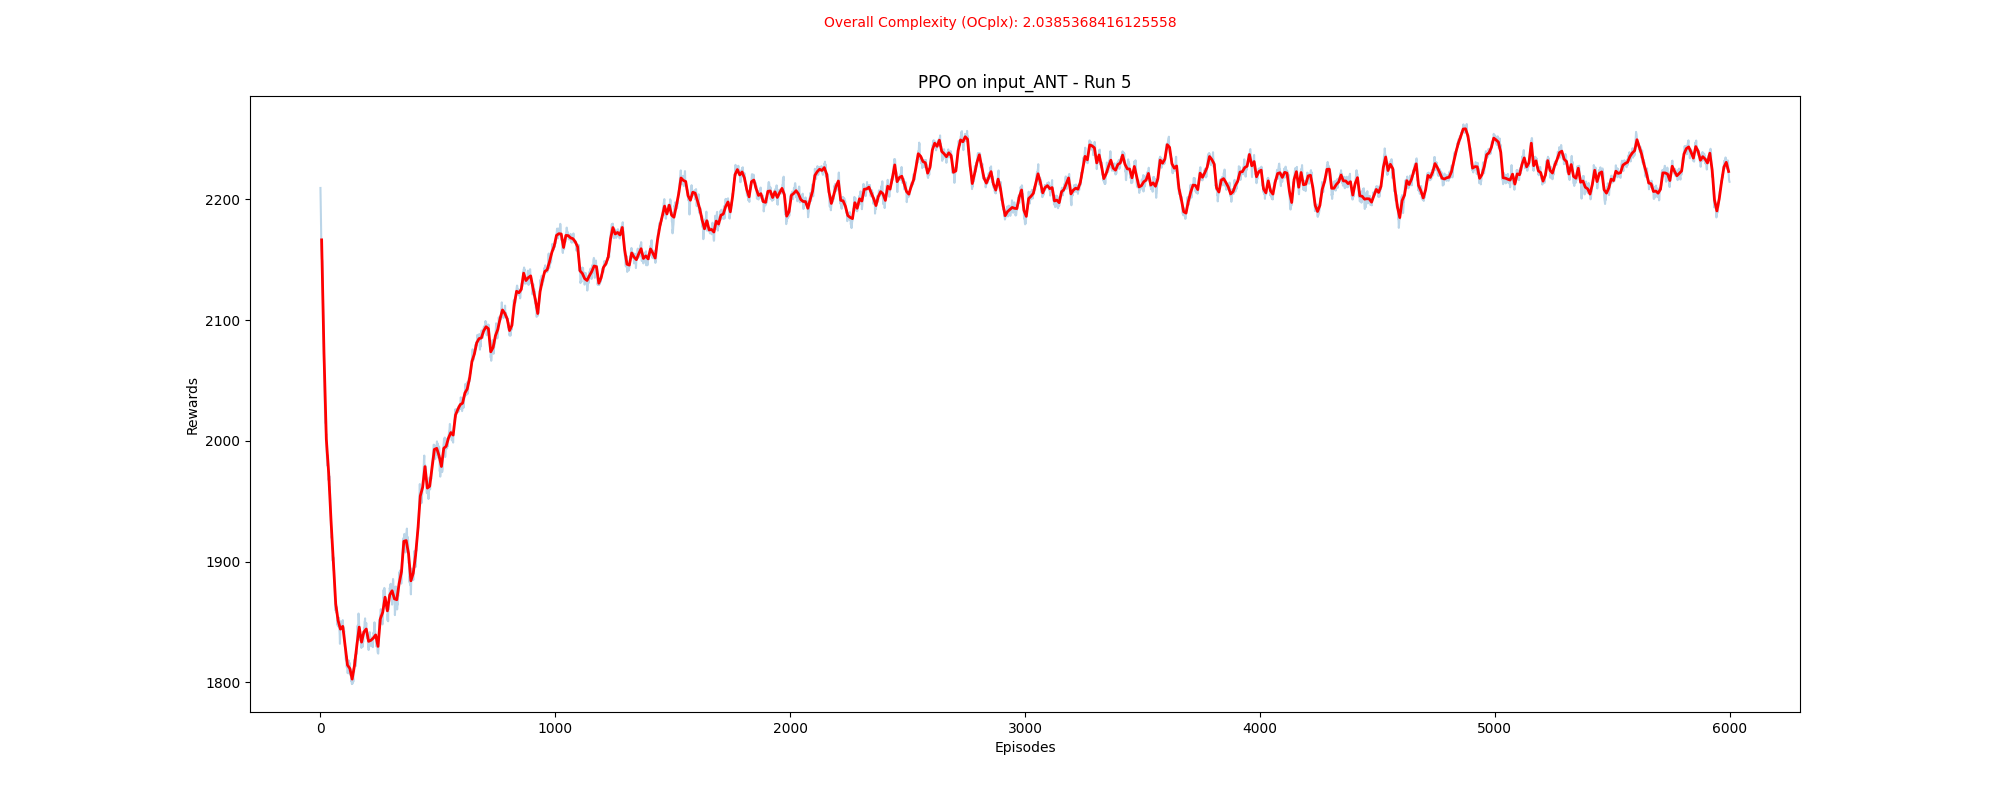 Overall Complexity (OCplx): 2.0385368416125558
PPO on input_ANT - Run 5
Rewards
2200
2100
2000
1900
1800
0 1000 2000 3000 4000 5000 6000
Episodes